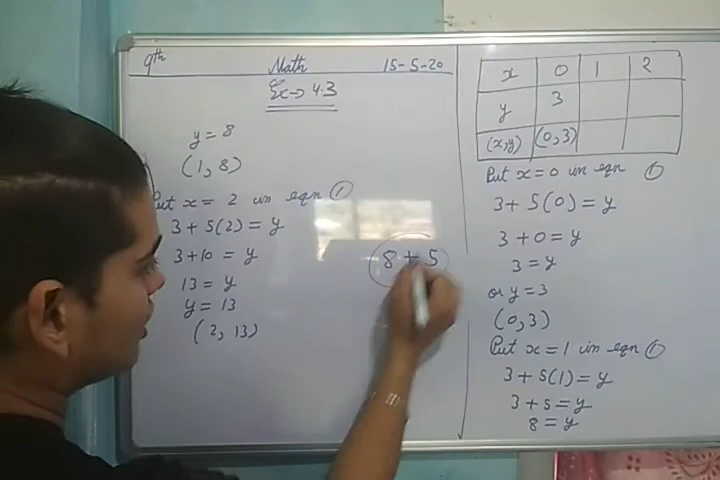 9th Math 15-5-20
Ex→ 4.3
y = 8
(1, 8)
Put x = 2 in eqn ①
3 + 5(2) = y
3+10 = y
13 = y
y = 13
(2, 13)
8 + 5
x 0 1 2
y 3
(x,y) (0,3)
Put x=0 in eqn ①
3+ 5(0) = y
3 +0 = y
3 = y
or y = 3
(0,3)
Put x=1 in eqn ①
3 + 5(1) = y
3 +5 = y
8 = y